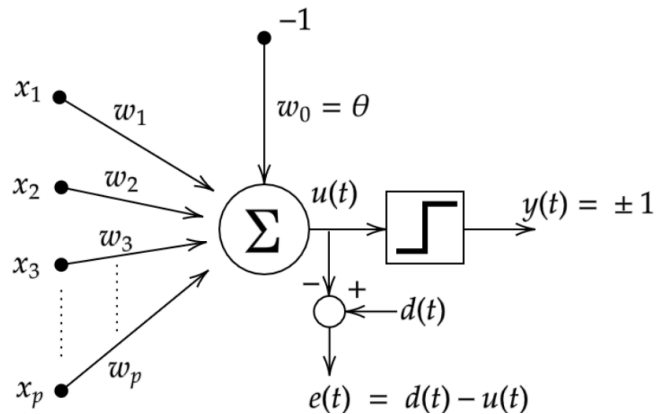 −1
x₁
w₁
w₀ = θ
x₂
w₂
u(t)
y(t) = ±1
w₃
Σ
x₃
− +
d(t)
wₚ
xₚ
e(t) = d(t) − u(t)